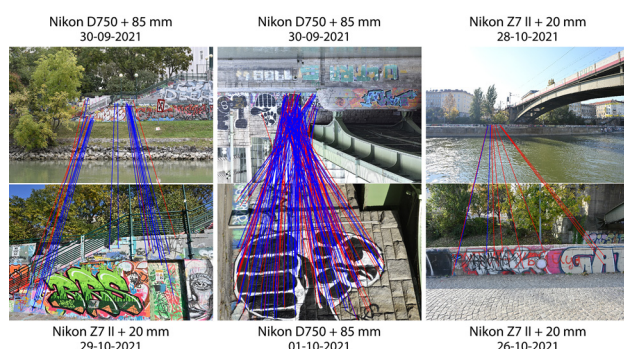 Nikon D750 + 85 mm
30-09-2021
Nikon D750 + 85 mm
30-09-2021
Nikon Z7 II + 20 mm
28-10-2021
Nikon Z7 II + 20 mm
29-10-2021
Nikon D750 + 85 mm
01-10-2021
Nikon Z7 II + 20 mm
26-10-2021